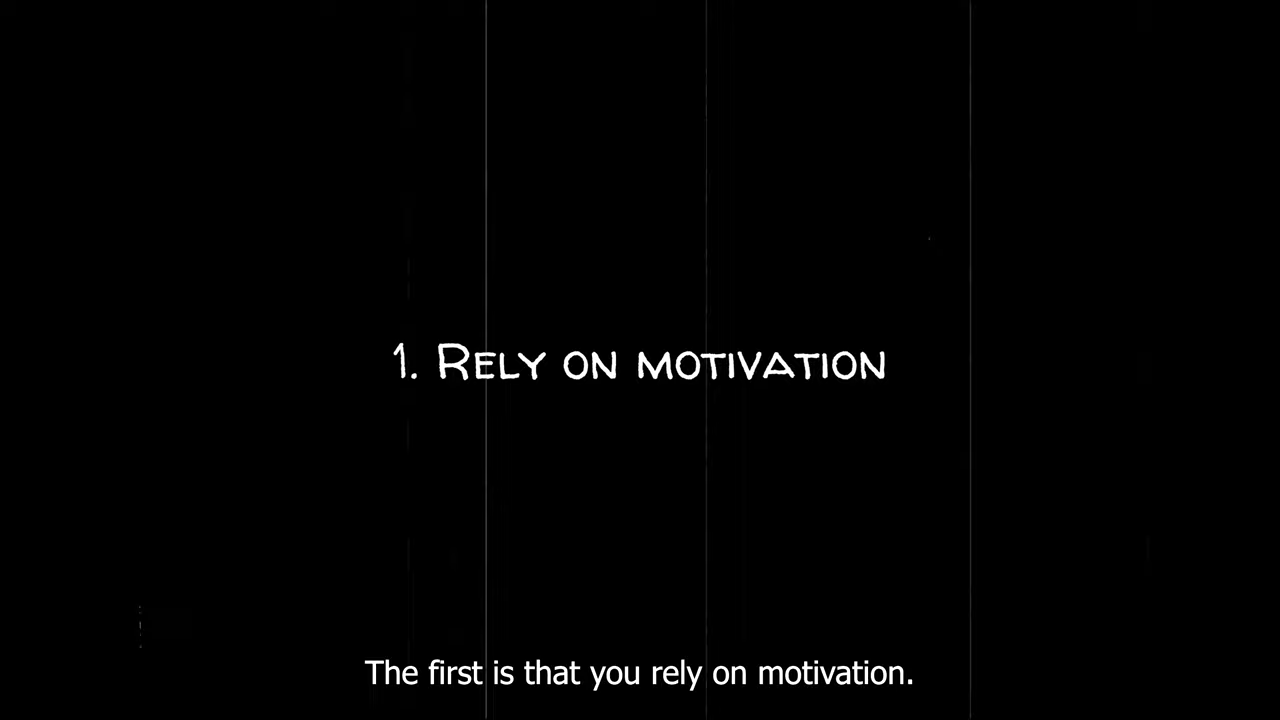 1. Rely on motivation
The first is that you rely on motivation.